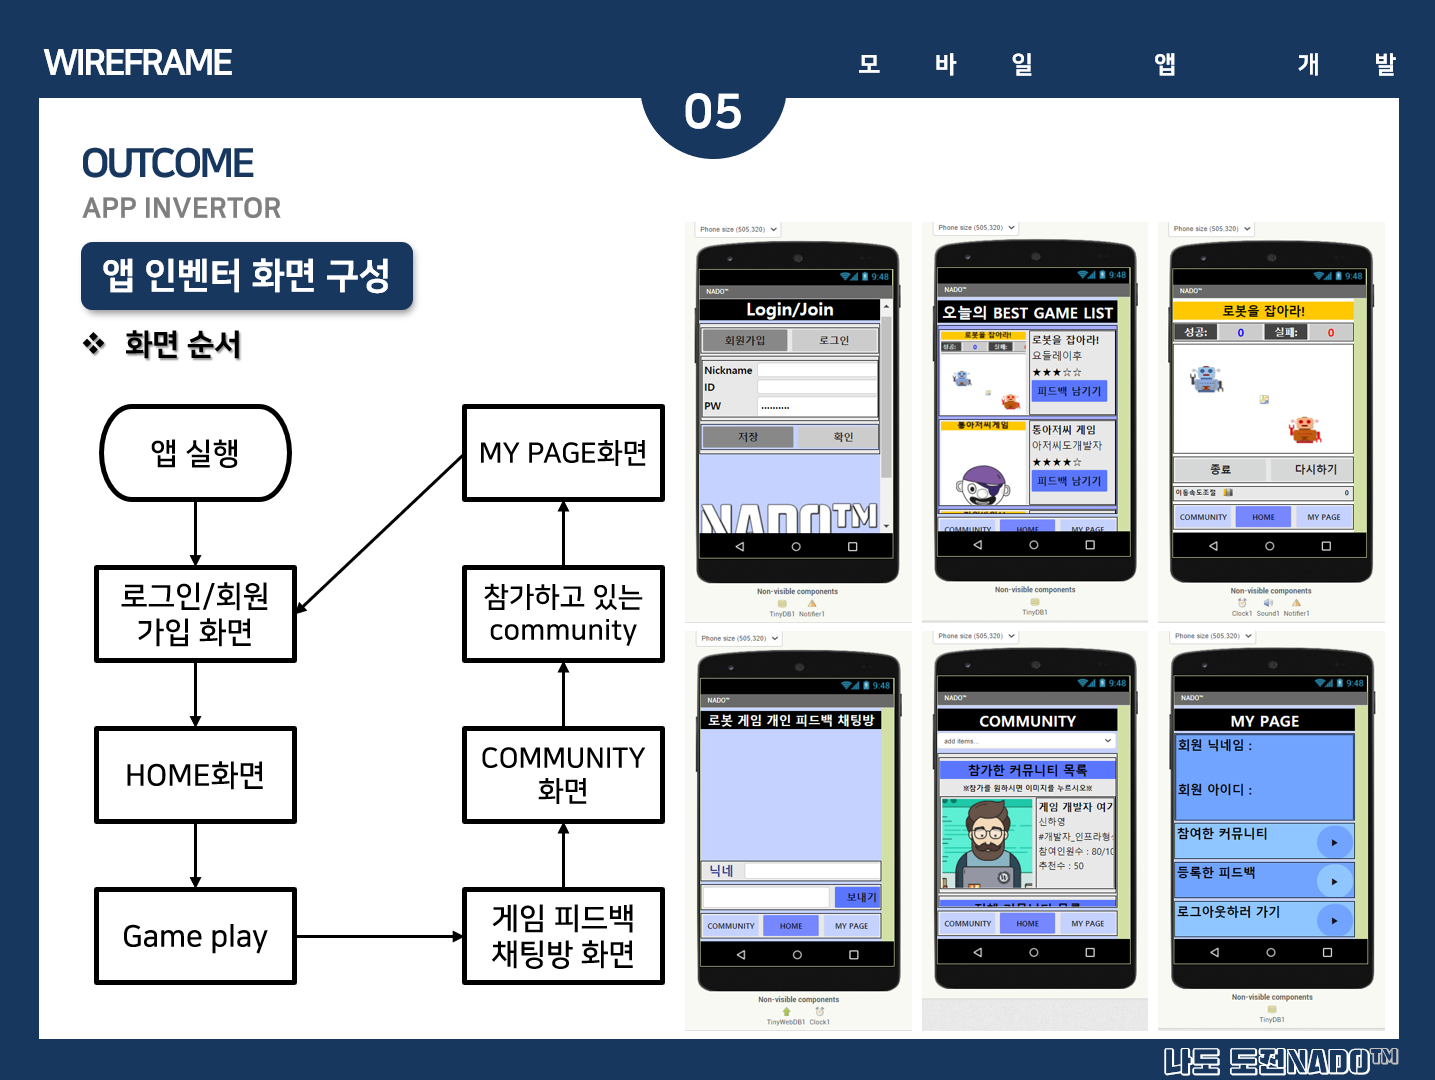 WIREFRAME
모 바 일 앱 개 발
05
OUTCOME
APP INVERTOR
앱 인벤터 화면 구성
❖ 화면 순서
앱 실행
로그인/회원
가입 화면
HOME화면
Game play
MY PAGE화면
참가하고 있는
community
COMMUNITY
화면
게임 피드백
채팅방 화면
Phone size (505,320)
9:48
NADO™
Login/Join
회원가입 로그인
Nickname
ID
PW ..........
저장 확인
NADO™
Non-visible components
TinyDB1 Notifier1
Phone size (505,320)
9:48
NADO™
오늘의 BEST GAME LIST
로봇을 잡아라!
성공: 0 실패: 0
로봇을 잡아라!
요들레이후
★★★☆☆
피드백 남기기
통아저씨게임
통아저씨 게임
아저씨도개발자
★★★★☆
피드백 남기기
COMMUNITY HOME MY PAGE
Non-visible components
TinyDB1
Phone size (505,320)
9:48
NADO™
로봇을 잡아라!
성공: 0 실패: 0
종료 다시하기
이동속도조절 0
COMMUNITY HOME MY PAGE
Non-visible components
Clock1 Sound1 Notifier1
Phone size (505,320)
9:48
NADO™
로봇 게임 개인 피드백 채팅방
닉네
보내기
COMMUNITY HOME MY PAGE
Non-visible components
TinyWebDB1 Clock1
Phone size (505,320)
9:48
NADO™
COMMUNITY
add items...
참가한 커뮤니티 목록
※참가를 원하시면 이미지를 누르시오※
게임 개발자 여기
신하영
#개발자_인프라형성
참여인원수 : 80/10
추천수 : 50
전체 커뮤니티 목록
COMMUNITY HOME MY PAGE
Phone size (505,320)
9:48
NADO™
MY PAGE
회원 닉네임 :
회원 아이디 :
참여한 커뮤니티
등록한 피드백
로그아웃하러 가기
Non-visible components
TinyDB1
나도 도전NADO™